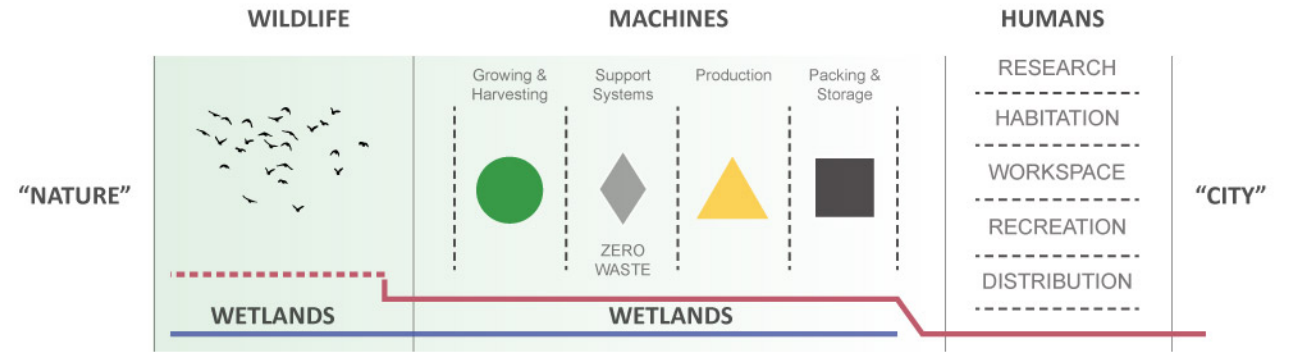 WILDLIFE
MACHINES
HUMANS
Growing &
Harvesting
Support
Systems
Production
Packing &
Storage
RESEARCH
HABITATION
WORKSPACE
RECREATION
DISTRIBUTION
“NATURE”
“CITY”
ZERO
WASTE
WETLANDS
WETLANDS